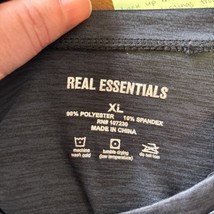 REAL ESSENTIALS
XL
90% POLYESTER 10% SPANDEX
RN# 107230
MADE IN CHINA
machine wash cold
tumble drying (low temperature)
do not iron